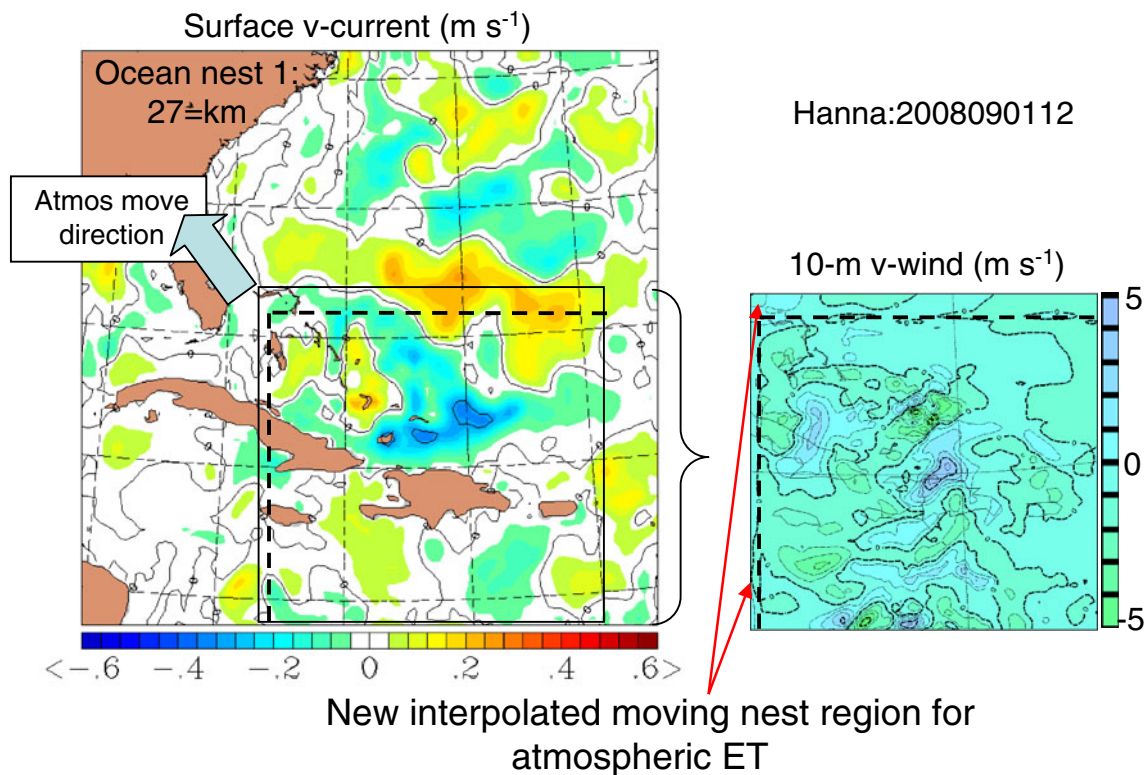 Surface v-current (m s⁻¹)
Ocean nest 1:
27=km
Hanna:2008090112
Atmos move
direction
10-m v-wind (m s⁻¹)
5
0
-5
<-.6 -.4 -.2 0 .2 .4 .6>
New interpolated moving nest region for
atmospheric ET